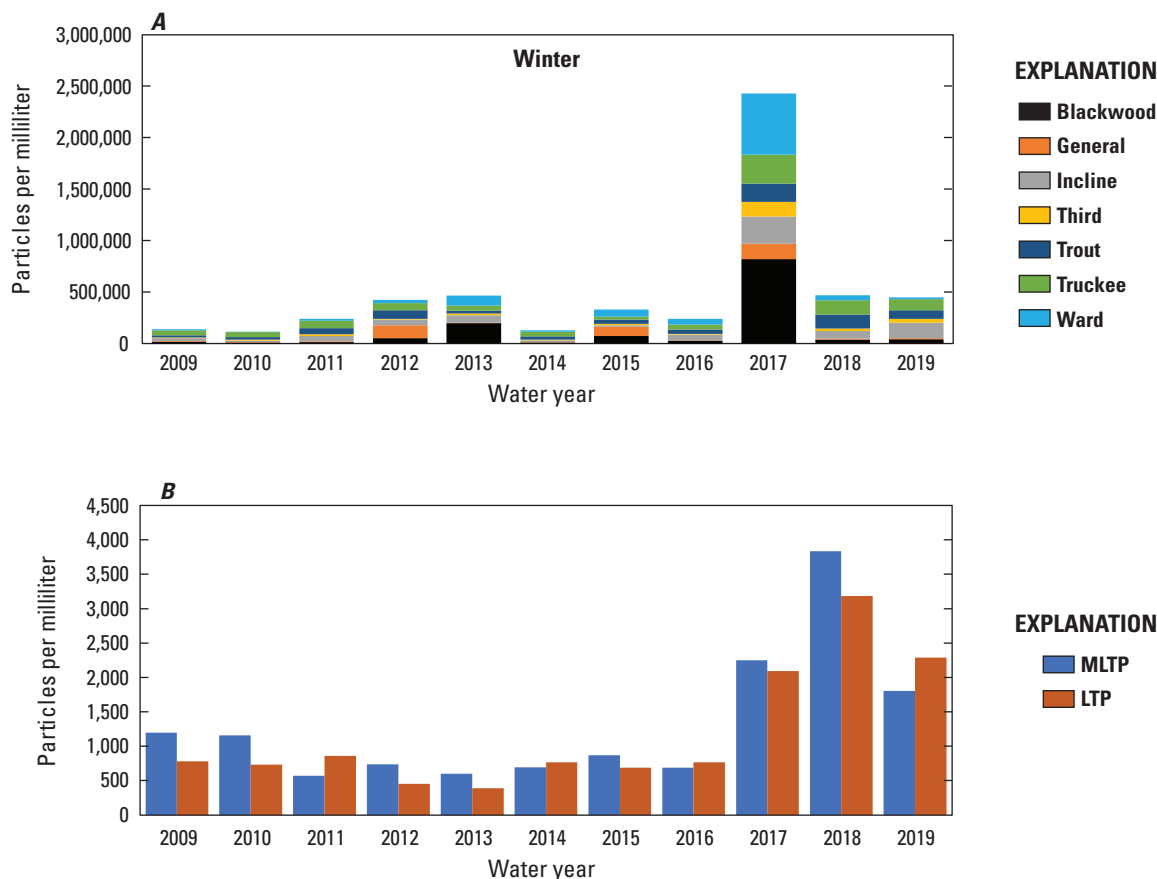 A
Winter
Particles per milliliter
3,000,000
2,500,000
2,000,000
1,500,000
1,000,000
500,000
0
2009 2010 2011 2012 2013 2014 2015 2016 2017 2018 2019
Water year
EXPLANATION
Blackwood
General
Incline
Third
Trout
Truckee
Ward
B
Particles per milliliter
4,500
4,000
3,500
3,000
2,500
2,000
1,500
1,000
500
0
2009 2010 2011 2012 2013 2014 2015 2016 2017 2018 2019
Water year
EXPLANATION
MLTP
LTP